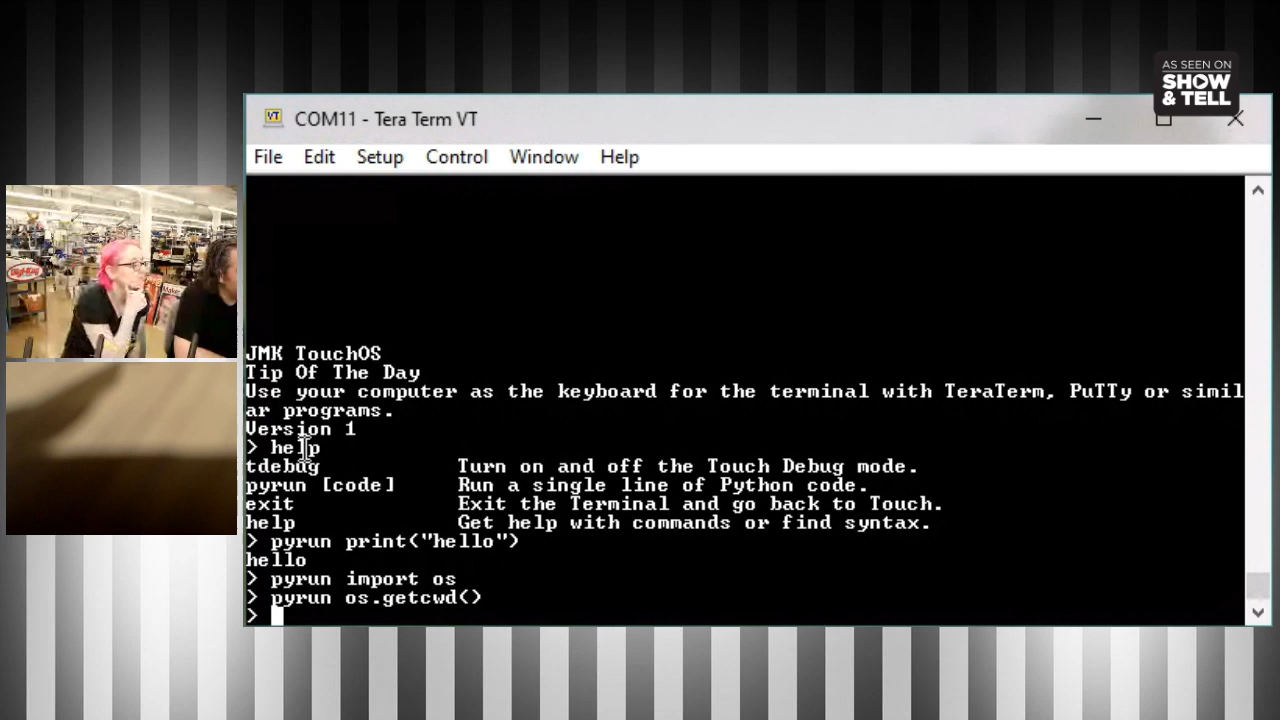 AS SEEN ON
SHOW
& TELL
COM11 - Tera Term VT
File Edit Setup Control Window Help
JMK TouchOS
Tip Of The Day
Use your computer as the keyboard for the terminal with TeraTerm, PuTTy or simil
ar programs.
Version 1
> help
tdebug Turn on and off the Touch Debug mode.
pyrun [code] Run a single line of Python code.
exit Exit the Terminal and go back to Touch.
help Get help with commands or find syntax.
> pyrun print("hello")
hello
> pyrun import os
> pyrun os.getcwd()
>
Digi-Key
Make: